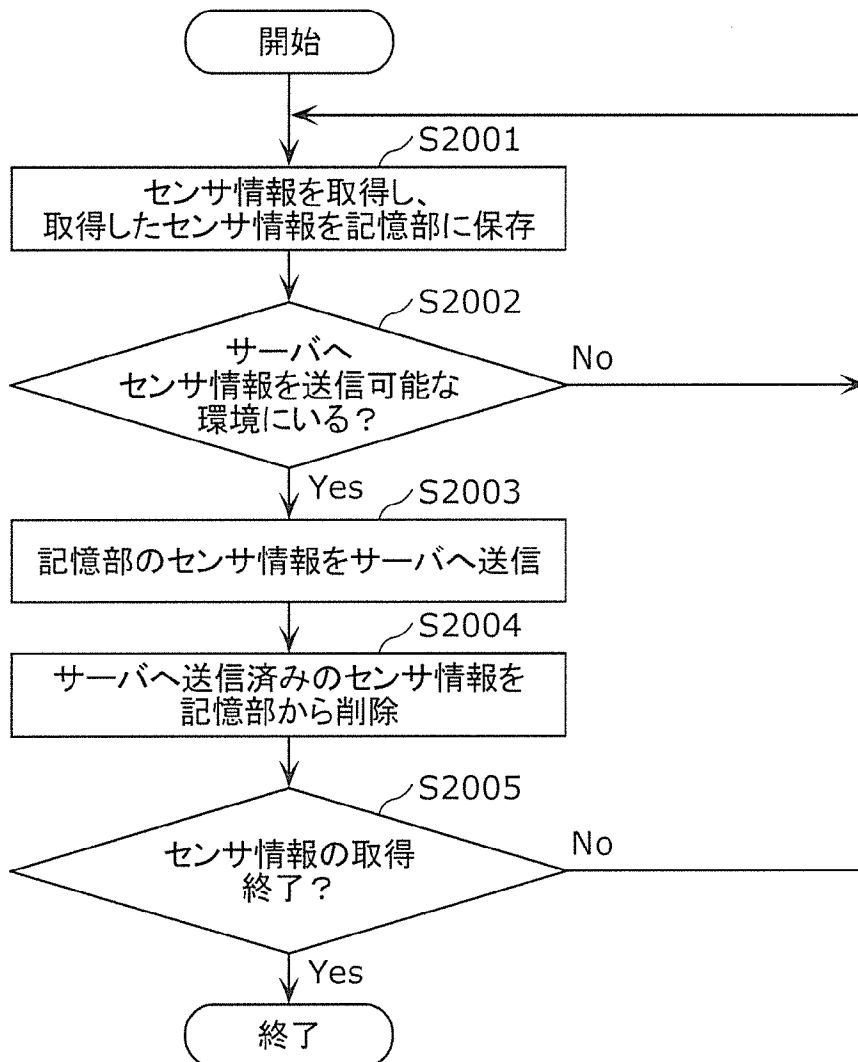 開始
S2001
センサ情報を取得し、
取得したセンサ情報を記憶部に保存
S2002
サーバへ
センサ情報を送信可能な
環境にいる？
No
Yes
S2003
記憶部のセンサ情報をサーバへ送信
S2004
サーバへ送信済みのセンサ情報を
記憶部から削除
S2005
センサ情報の取得
終了？
No
Yes
終了